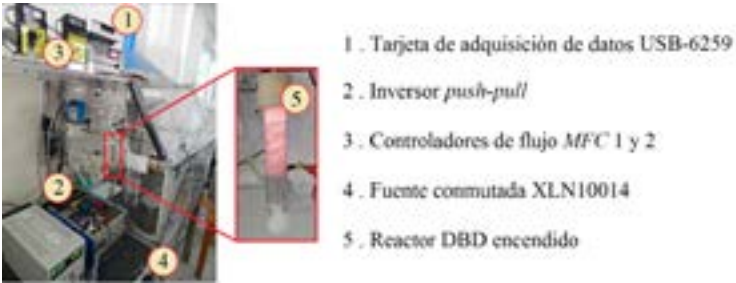 1
3
2
4
5
1 . Tarjeta de adquisición de datos USB-6259
2 . Inversor push-pull
3 . Controladores de flujo MFC 1 y 2
4 . Fuente conmutada XLN10014
5 . Reactor DBD encendido